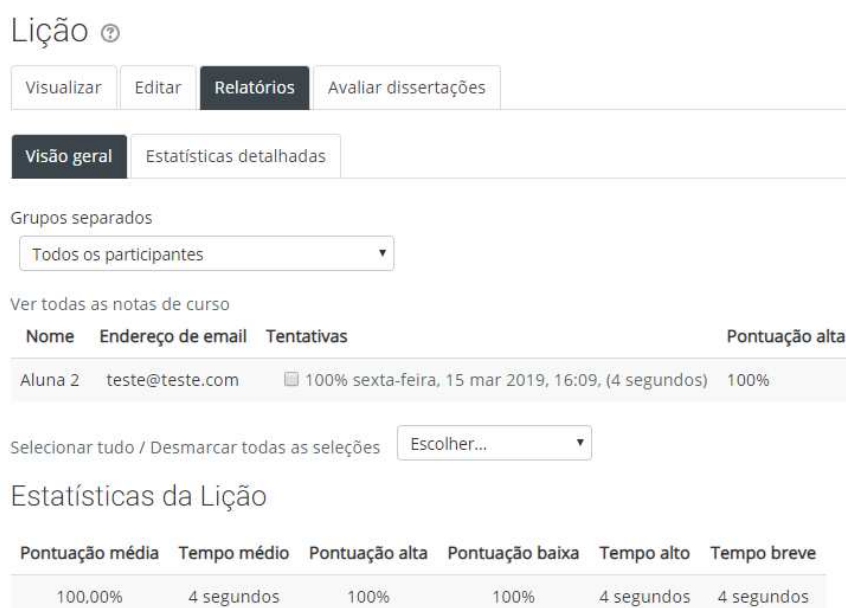 Lição ?
Visualizar Editar Relatórios Avaliar dissertações
Visão geral Estatísticas detalhadas
Grupos separados
Todos os participantes
Ver todas as notas de curso
Nome Endereço de email Tentativas Pontuação alta
Aluna 2 teste@teste.com 100% sexta-feira, 15 mar 2019, 16:09, (4 segundos) 100%
Selecionar tudo / Desmarcar todas as seleções Escolher...
Estatísticas da Lição
Pontuação média Tempo médio Pontuação alta Pontuação baixa Tempo alto Tempo breve
100,00% 4 segundos 100% 100% 4 segundos 4 segundos